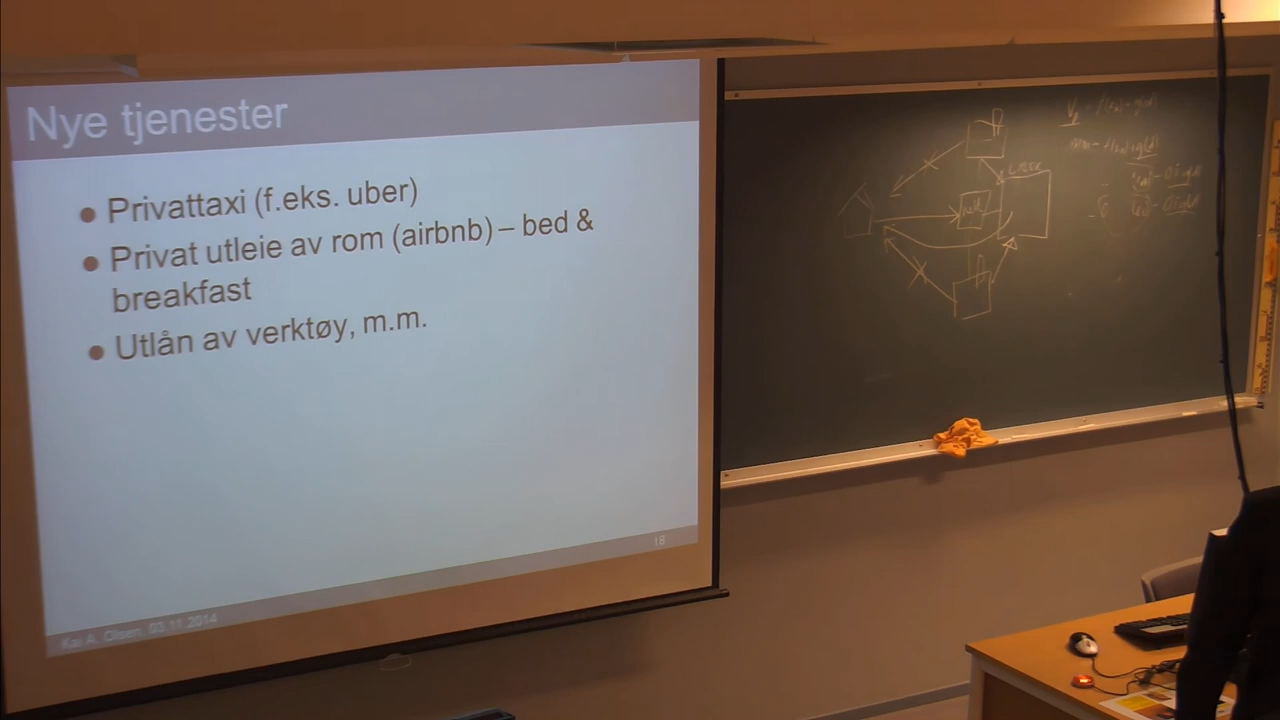 Nye tjenester
● Privattaxi (f.eks. uber)
● Privat utleie av rom (airbnb) – bed &
breakfast
● Utlån av verktøy, m.m.
18
Kai A. Olsen, 03.11.2014